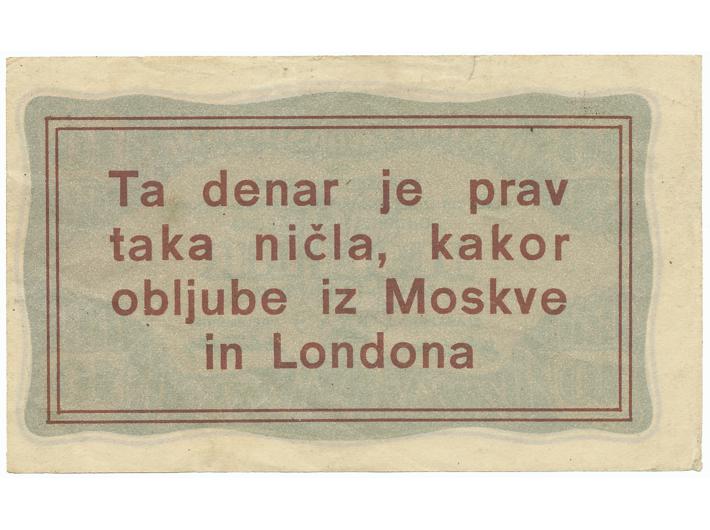 Ta denar je prav
taka ničla, kakor
obljube iz Moskve
in Londona